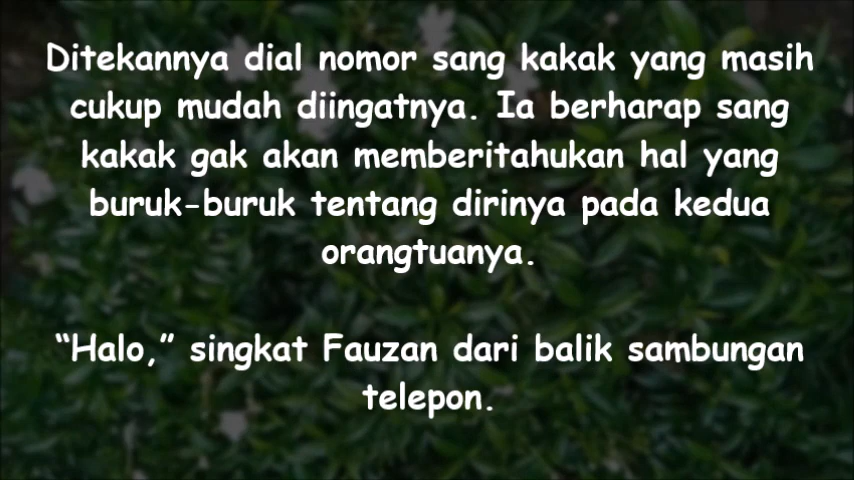 Ditekannya dial nomor sang kakak yang masih
cukup mudah diingatnya. Ia berharap sang
kakak gak akan memberitahukan hal yang
buruk-buruk tentang dirinya pada kedua
orangtuanya.
“Halo,” singkat Fauzan dari balik sambungan
telepon.